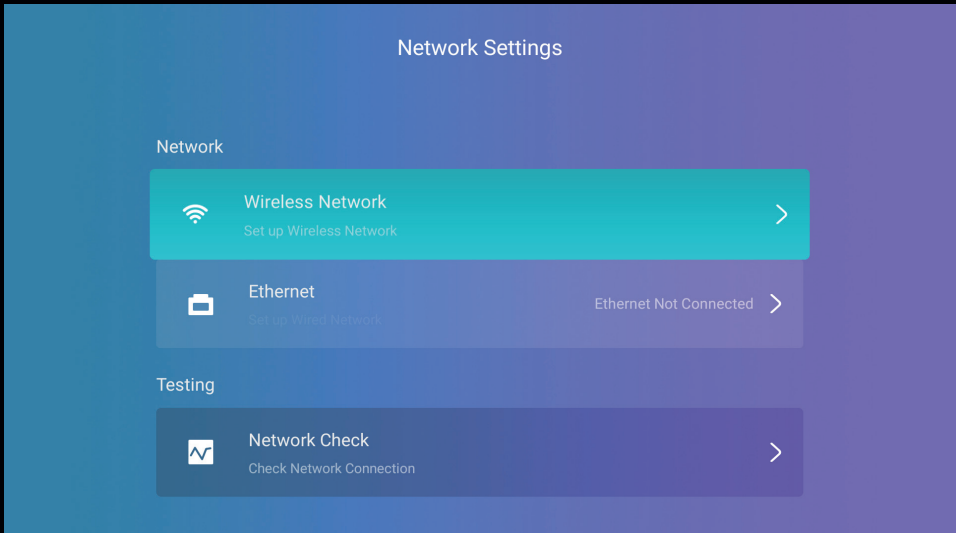 Network Settings
Network
Wireless Network
Set up Wireless Network
Ethernet
Set up Wired Network
Ethernet Not Connected
Testing
Network Check
Check Network Connection